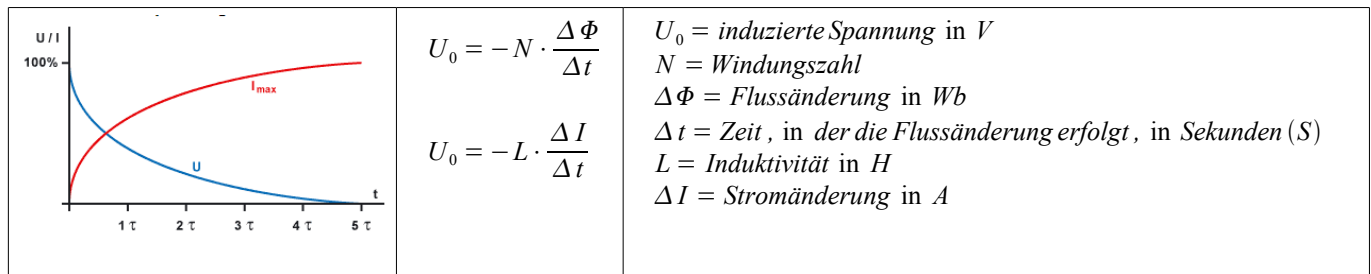 U / I
100%
I max
U
t
1 τ 2 τ 3 τ 4 τ 5 τ
U₀ = −N · ΔΦ/Δt
U₀ = −L · ΔI/Δt
U₀ = induzierte Spannung in V
N = Windungszahl
ΔΦ = Flussänderung in Wb
Δt = Zeit , in der die Flussänderung erfolgt , in Sekunden (S)
L = Induktivität in H
ΔI = Stromänderung in A